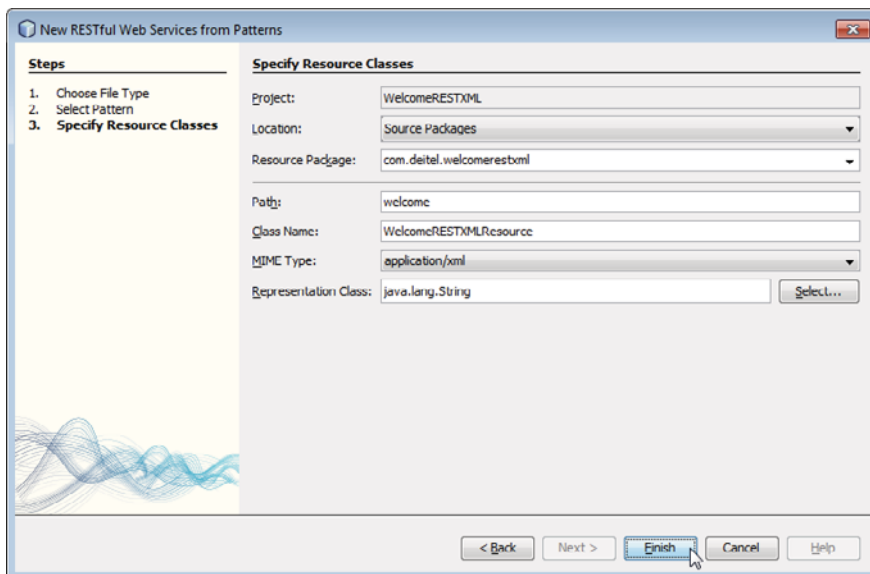 New RESTful Web Services from Patterns
Steps
1. Choose File Type
2. Select Pattern
3. Specify Resource Classes
Specify Resource Classes
Project: WelcomeRESTXML
Location: Source Packages
Resource Package: com.deitel.welcomerestxml
Path: welcome
Class Name: WelcomeRESTXMLResource
MIME Type: application/xml
Representation Class: java.lang.String Select...
< Back Next > Finish Cancel Help